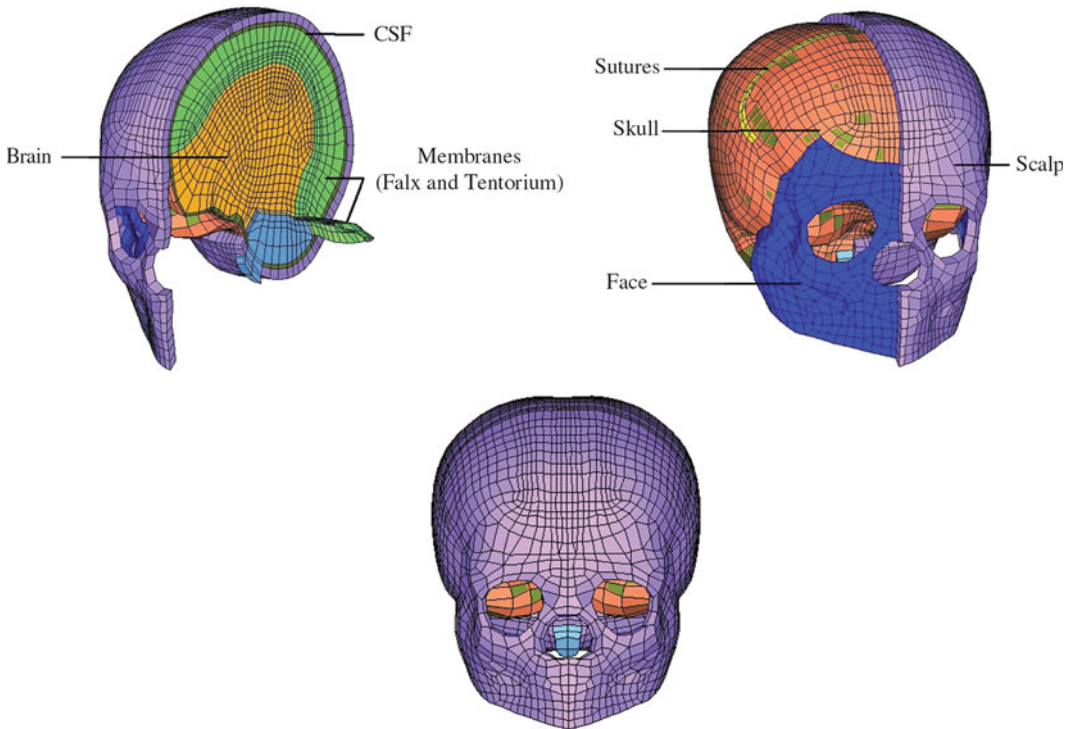 CSF
Brain
Membranes
(Falx and Tentorium)
Sutures
Skull
Scalp
Face